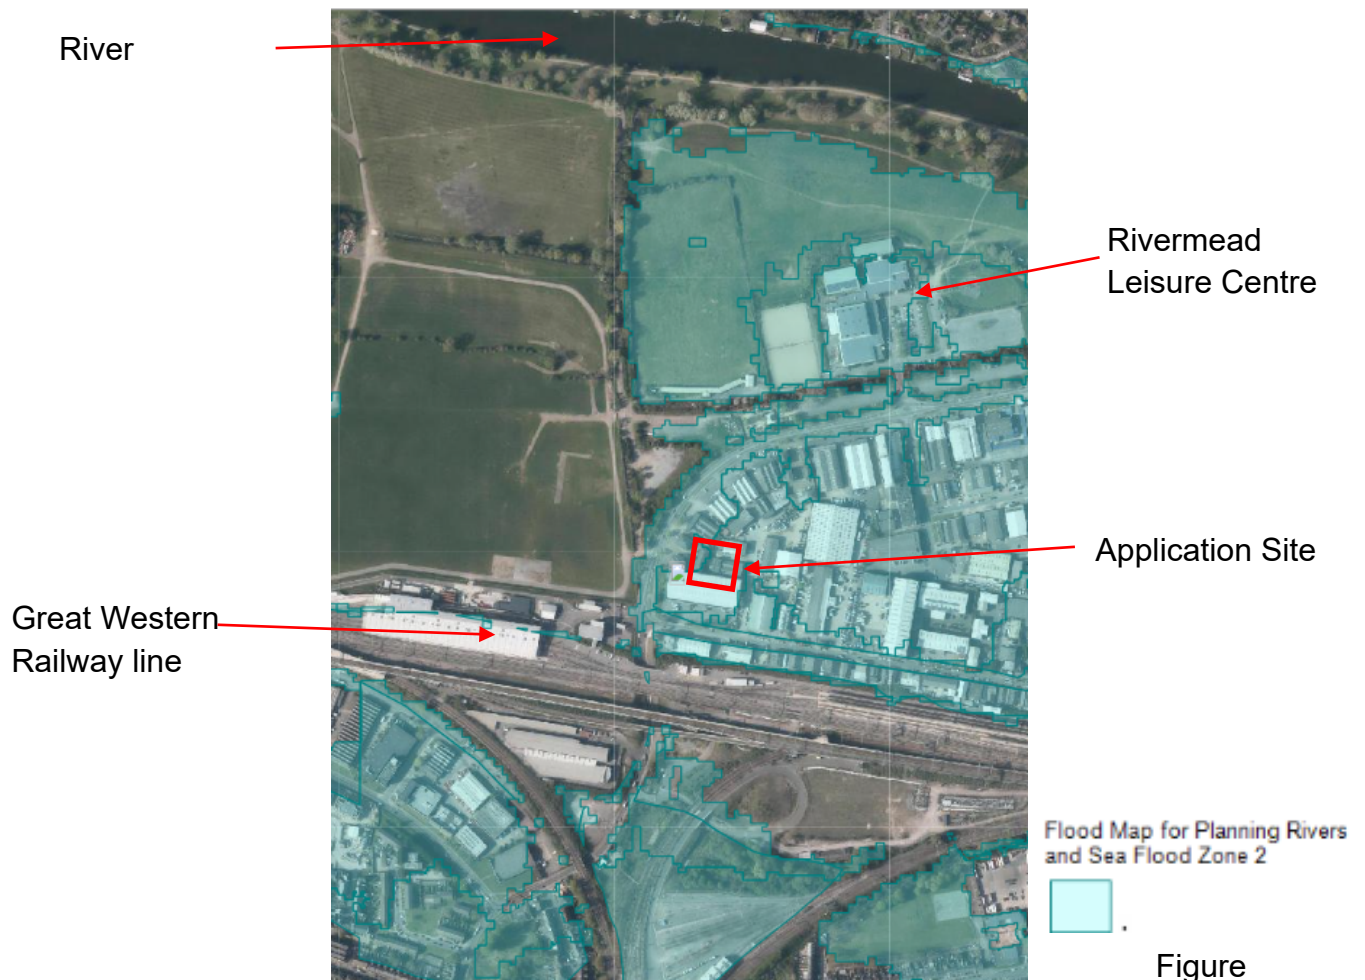 River
Rivermead
Leisure Centre
Application Site
Great Western
Railway line
Flood Map for Planning Rivers
and Sea Flood Zone 2
.
Figure